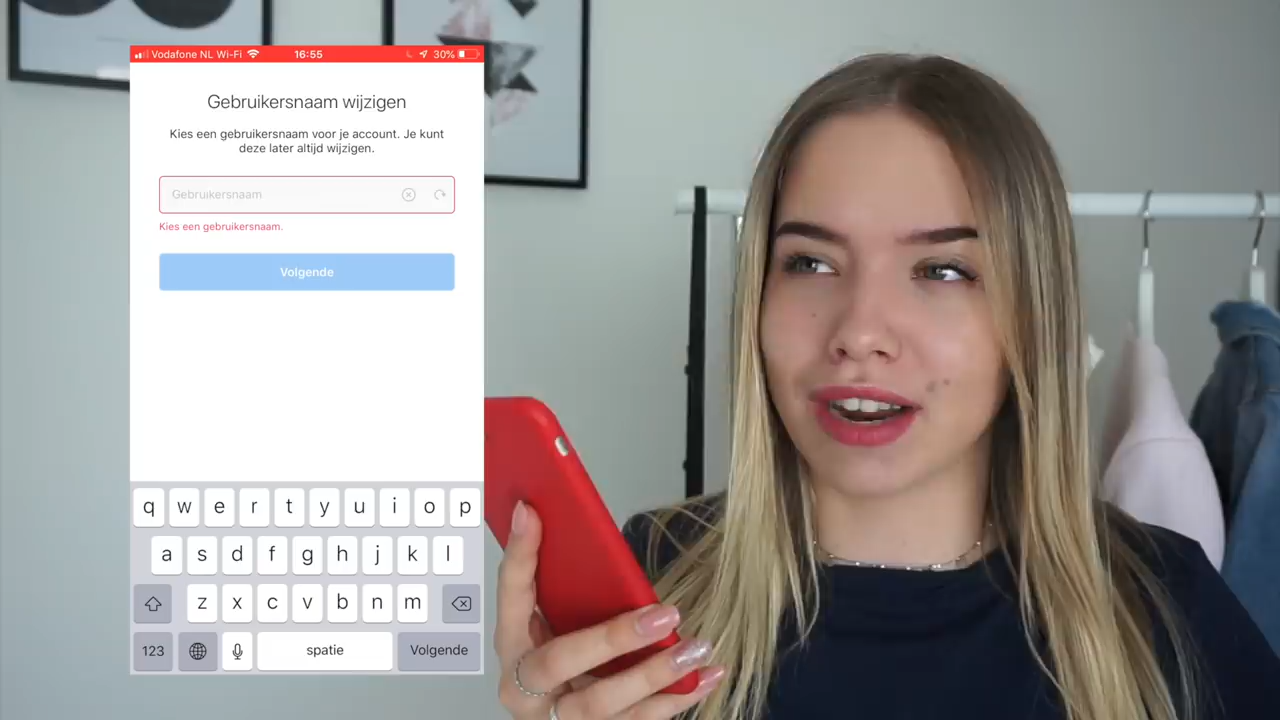 Vodafone NL Wi-Fi 16:55 30%
Gebruikersnaam wijzigen
Kies een gebruikersnaam voor je account. Je kunt
deze later altijd wijzigen.
Gebruikersnaam
Kies een gebruikersnaam.
Volgende
q w e r t y u i o p
a s d f g h j k l
z x c v b n m
123 spatie Volgende